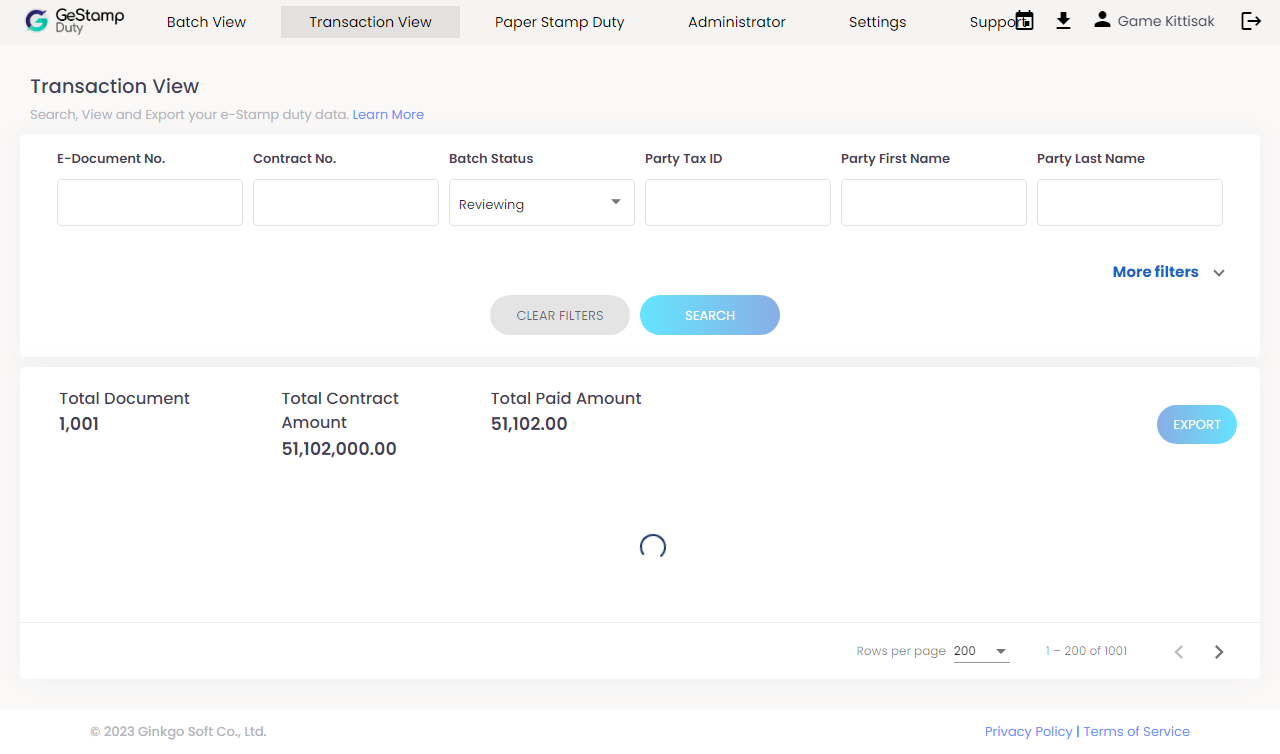 GeStamp
Duty
Batch View
Transaction View
Paper Stamp Duty
Administrator
Settings
Support
Game Kittisak
Transaction View
Search, View and Export your e-Stamp duty data. Learn More
E-Document No.
Contract No.
Batch Status
Party Tax ID
Party First Name
Party Last Name
Reviewing
More filters
CLEAR FILTERS
SEARCH
Total Document
1,001
Total Contract
Amount
51,102,000.00
Total Paid Amount
51,102.00
EXPORT
Rows per page 200
1 – 200 of 1001
© 2023 Ginkgo Soft Co., Ltd.
Privacy Policy | Terms of Service